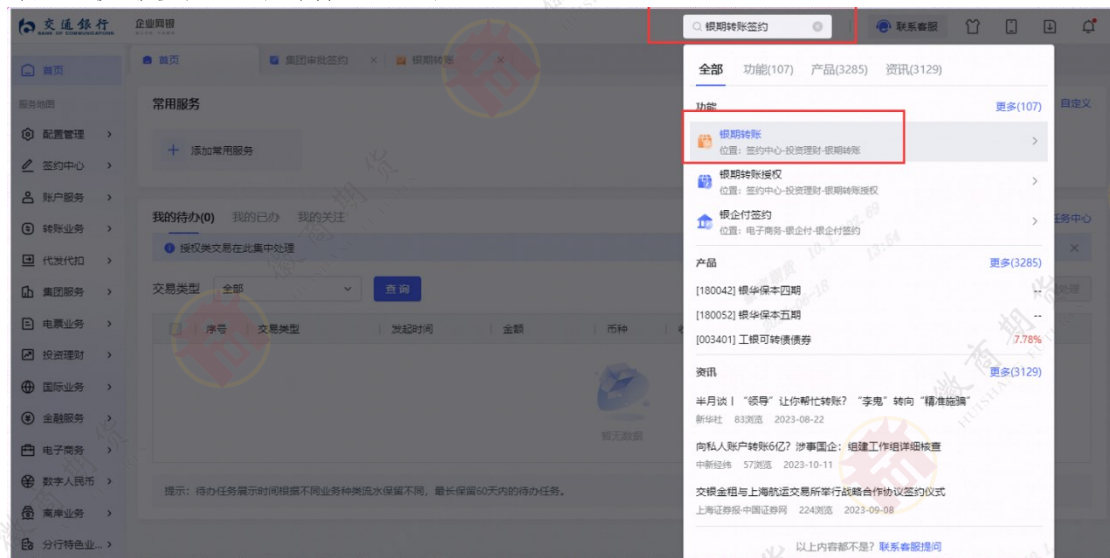 交通银行
BANK OF COMMUNICATIONS
企业网银
银期转账签约
联系客服
首页
首页
集团审批签约
银期转账
服务地图
配置管理
签约中心
账户服务
转账业务
代发代扣
集团服务
电票业务
投资理财
国际业务
金融服务
电子商务
数字人民币
离岸业务
分行特色业...
常用服务
自定义
添加常用服务
我的待办(0) 我的已办 我的关注
任务中心
授权类交易在此集中处理
交易类型 全部 查询
序号 交易类型 发起时间 金额 币种
暂无数据
提示：待办任务展示时间根据不同业务种类流水保留不同，最长保留60天内的待办任务。
全部 功能(107) 产品(3285) 资讯(3129)
功能 更多(107)
银期转账
位置：签约中心-投资理财-银期转账
银期转账授权
位置：签约中心-投资理财-银期转账授权
银企付签约
位置：电子商务-银企付-银企付签约
产品 更多(3285)
[180042] 银华保本四期 --
[180052] 银华保本五期 --
[003401] 工银可转债债券 7.78%
资讯 更多(3129)
半月谈丨“领导”让你帮忙转账？“李鬼”转向“精准施骗”
新华社 83浏览 2023-08-22
向私人账户转账6亿？涉事国企：组建工作组详细核查
中新经纬 57浏览 2023-10-11
交银金租与上海航运交易所举行战略合作协议签约仪式
上海证券报·中国证券网 224浏览 2023-09-08
以上内容都不是？联系客服提问
徽商期货